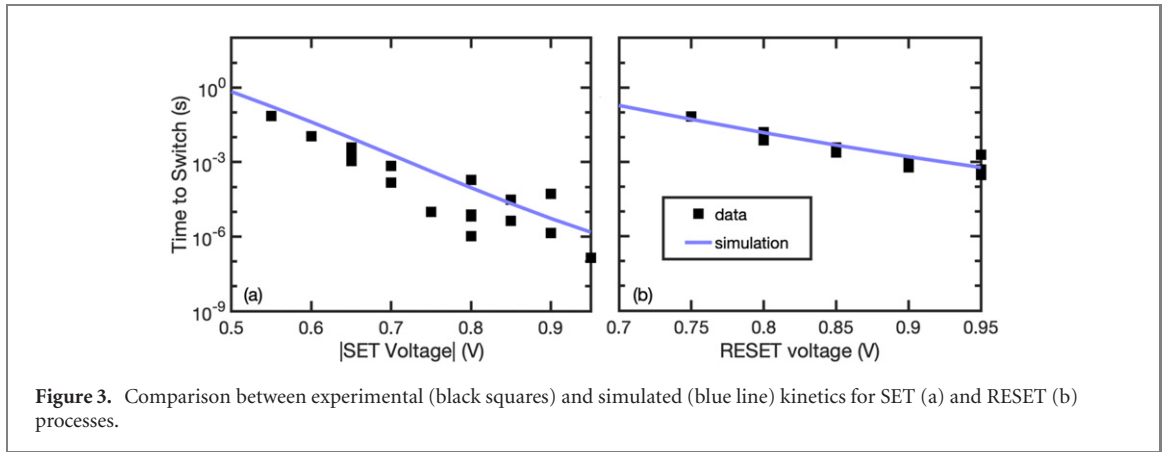 10⁰
10⁻³
10⁻⁶
10⁻⁹
Time to Switch (s)
(a)
0.5 0.6 0.7 0.8 0.9
|SET Voltage| (V)
data
simulation
(b)
0.7 0.75 0.8 0.85 0.9 0.95
RESET voltage (V)
Figure 3. Comparison between experimental (black squares) and simulated (blue line) kinetics for SET (a) and RESET (b)
processes.